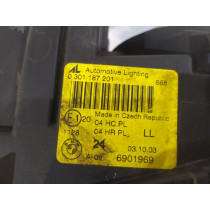 AL Automotive Lighting
0 301 187 201
Made in Czech Republic
E1 20 04 HC PL
1128 04 HR PL LL
24 03.10.03
6901969